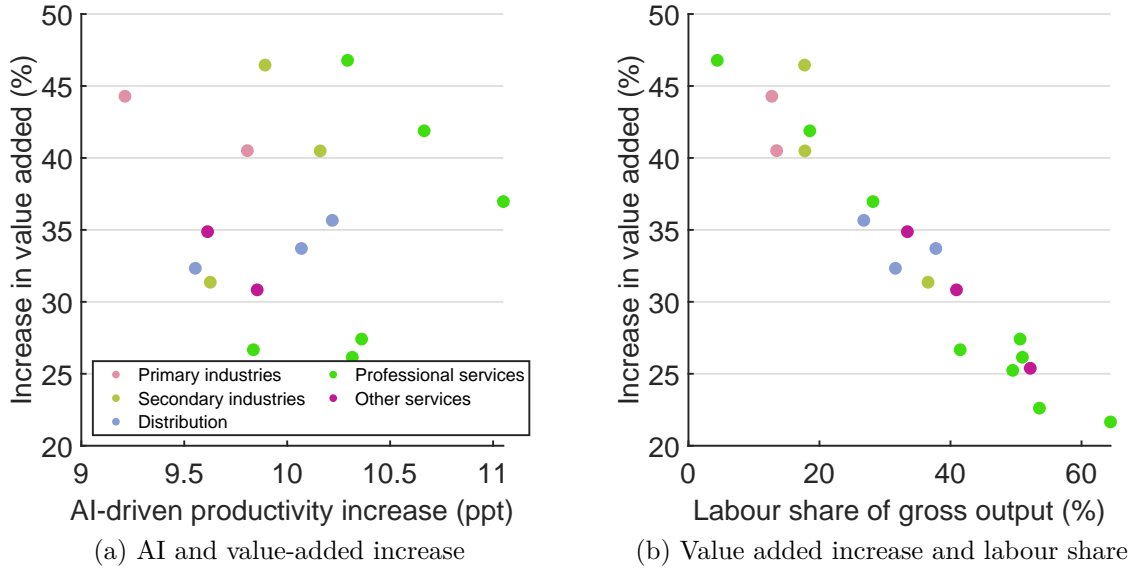 50
45
40
35
30
25
20
Increase in value added (%)
Primary industries
Secondary industries
Distribution
Professional services
Other services
9 9.5 10 10.5 11
AI-driven productivity increase (ppt)
(a) AI and value-added increase
50
45
40
35
30
25
20
Increase in value added (%)
0 20 40 60
Labour share of gross output (%)
(b) Value added increase and labour share